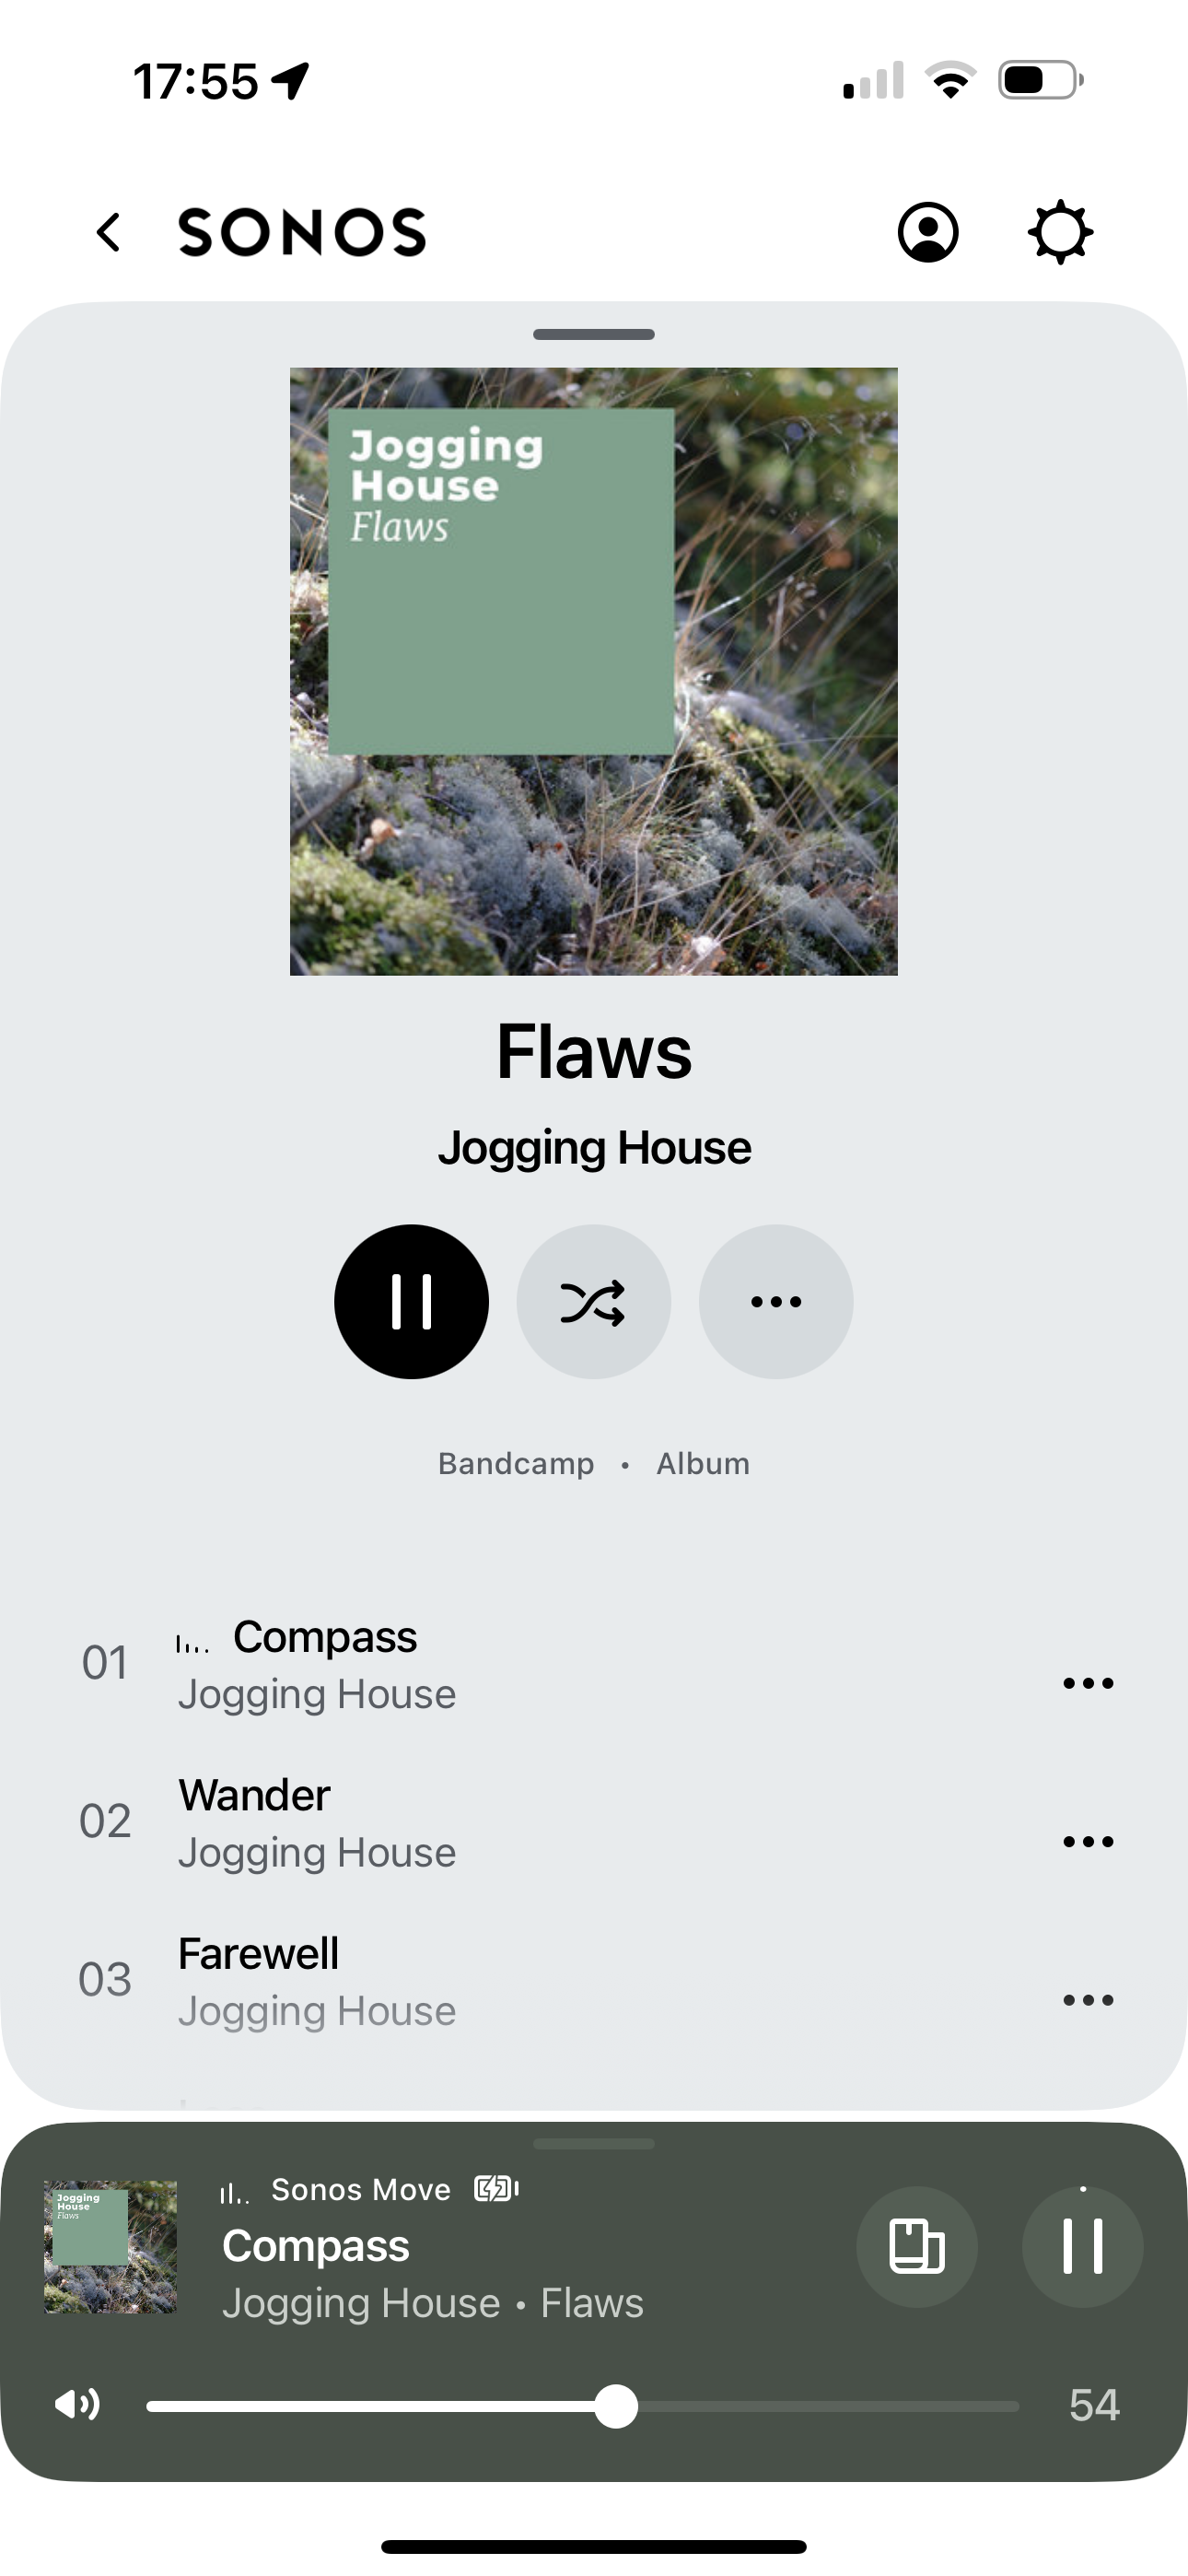 17:55
SONOS
Jogging
House
Flaws
Flaws
Jogging House
Bandcamp • Album
01
Compass
Jogging House
02
Wander
Jogging House
03
Farewell
Jogging House
Jogging
House
Flaws
Sonos Move
Compass
Jogging House • Flaws
54